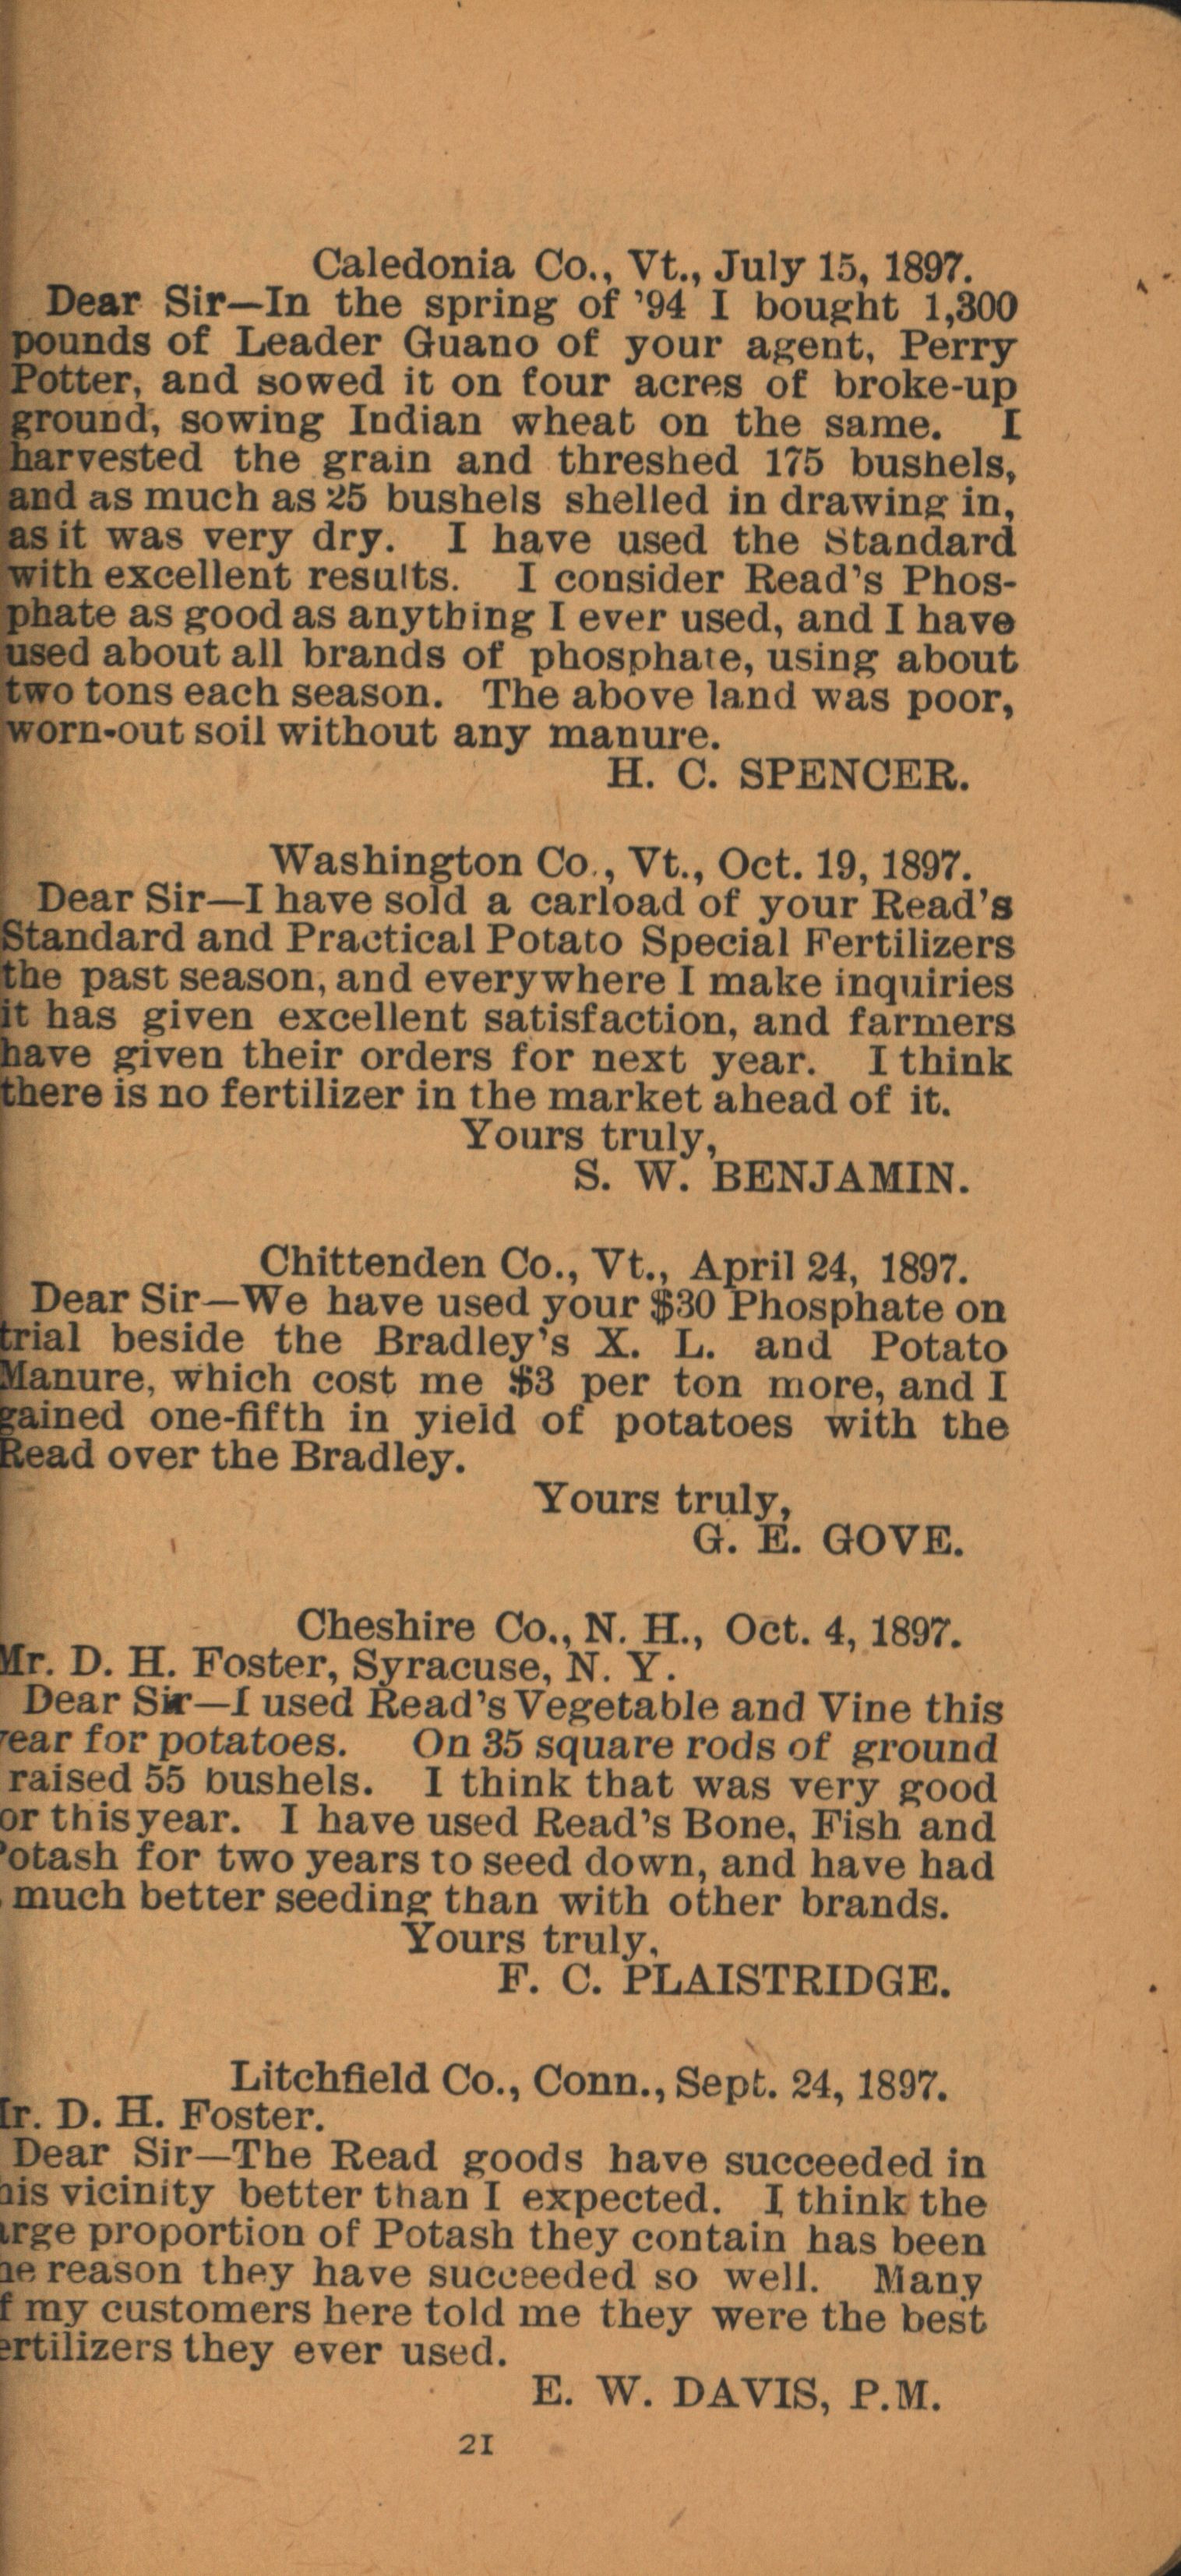 Caledonia Co., Vt., July 15, 1897.
Dear Sir—In the spring of ’94 I bought 1,300
pounds of Leader Guano of your agent, Perry
Potter, and sowed it on four acres of broke-up
ground, sowing Indian wheat on the same. I
harvested the grain and threshed 175 bushels,
and as much as 25 bushels shelled in drawing in,
as it was very dry. I have used the Standard
with excellent results. I consider Read’s Phos-
phate as good as anything I ever used, and I have
used about all brands of phosphate, using about
two tons each season. The above land was poor,
worn-out soil without any manure.
H. C. SPENCER.
Washington Co., Vt., Oct. 19, 1897.
Dear Sir—I have sold a carload of your Read’s
Standard and Practical Potato Special Fertilizers
the past season, and everywhere I make inquiries
it has given excellent satisfaction, and farmers
have given their orders for next year. I think
there is no fertilizer in the market ahead of it.
Yours truly,
S. W. BENJAMIN.
Chittenden Co., Vt., April 24, 1897.
Dear Sir—We have used your $30 Phosphate on
trial beside the Bradley’s X. L. and Potato
Manure, which cost me $3 per ton more, and I
gained one-fifth in yield of potatoes with the
Read over the Bradley.
Yours truly,
G. E. GOVE.
Cheshire Co., N. H., Oct. 4, 1897.
Mr. D. H. Foster, Syracuse, N. Y.
Dear Sir—I used Read’s Vegetable and Vine this
ear for potatoes. On 35 square rods of ground
raised 55 bushels. I think that was very good
or this year. I have used Read’s Bone, Fish and
otash for two years to seed down, and have had
much better seeding than with other brands.
Yours truly,
F. C. PLAISTRIDGE.
Litchfield Co., Conn., Sept. 24, 1897.
r. D. H. Foster.
Dear Sir—The Read goods have succeeded in
his vicinity better than I expected. I think the
arge proportion of Potash they contain has been
he reason they have succeeded so well. Many
f my customers here told me they were the best
ertilizers they ever used.
E. W. DAVIS, P.M.
21